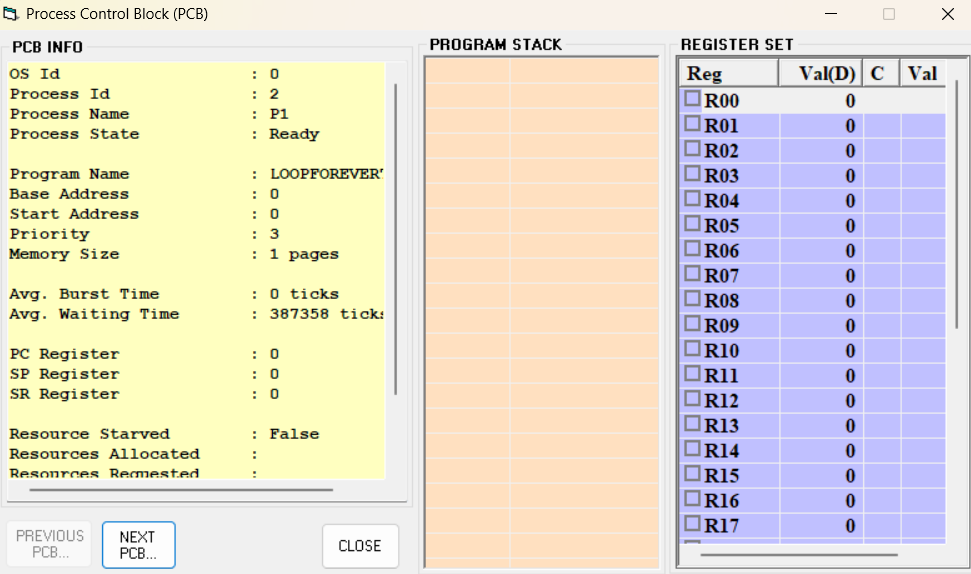 Process Control Block (PCB)
PCB INFO
OS Id : 0
Process Id : 2
Process Name : P1
Process State : Ready
Program Name : LOOPFOREVERT
Base Address : 0
Start Address : 0
Priority : 3
Memory Size : 1 pages
Avg. Burst Time : 0 ticks
Avg. Waiting Time : 387358 ticks
PC Register : 0
SP Register : 0
SR Register : 0
Resource Starved : False
Resources Allocated :
Resources Requested :
PREVIOUS
PCB...
NEXT
PCB...
CLOSE
PROGRAM STACK
REGISTER SET
Reg Val(D) C Val
R00 0
R01 0
R02 0
R03 0
R04 0
R05 0
R06 0
R07 0
R08 0
R09 0
R10 0
R11 0
R12 0
R13 0
R14 0
R15 0
R16 0
R17 0